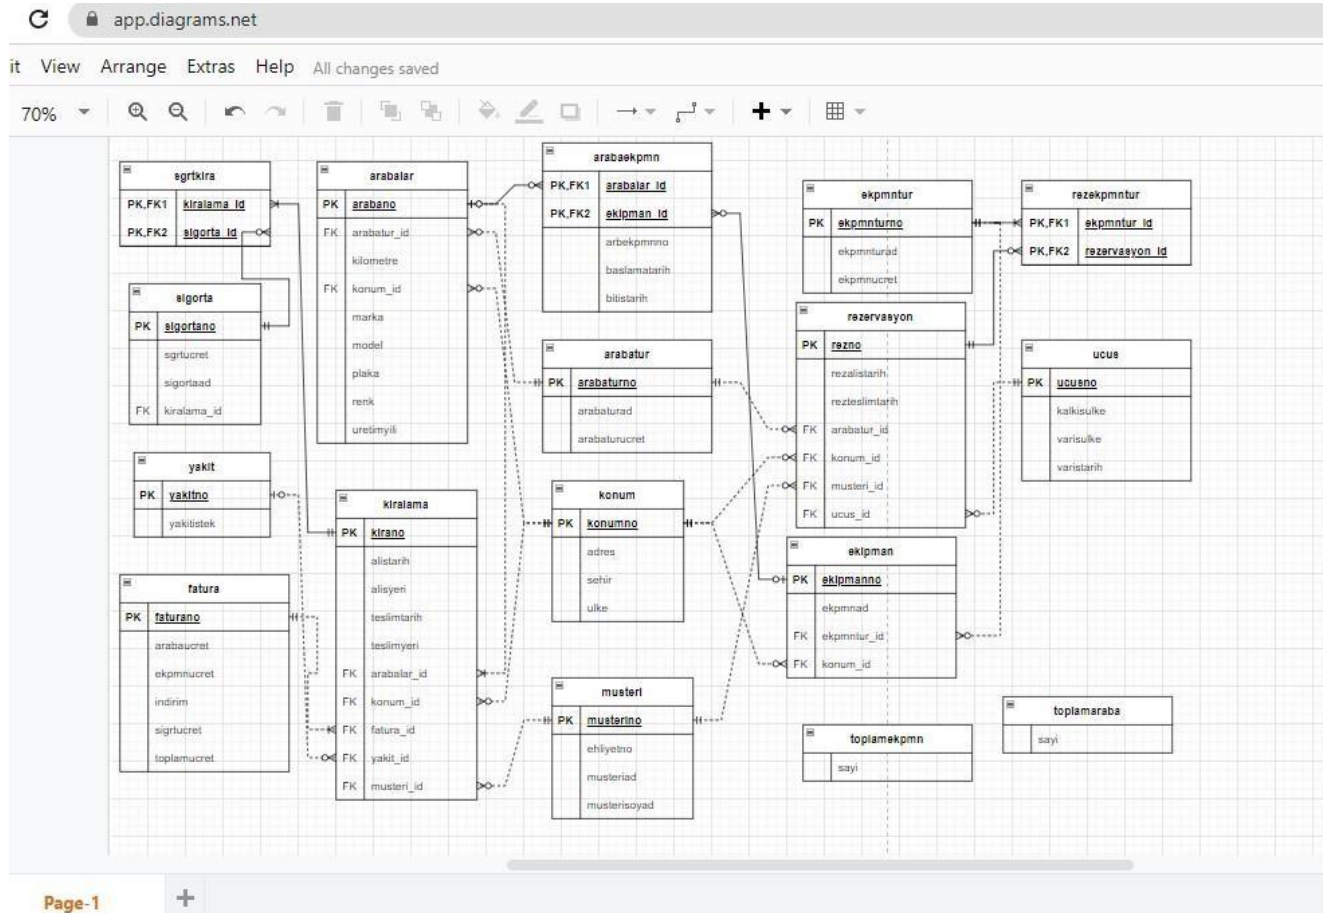 app.diagrams.net
it View Arrange Extras Help All changes saved
70%
sgrtkira
PK,FK1 kiralama_id
PK,FK2 sigorta_id
sigorta
PK sigortano
sgrtucret
sigortaad
FK kiralama_id
yakit
PK yakitno
yakitistek
fatura
PK faturano
arabaucret
ekpmnucret
indirim
sigrtucret
toplamucret
arabalar
PK arabano
FK arabatur_id
kilometre
FK konum_id
marka
model
plaka
renk
uretimyili
kiralama
PK kirano
alistarih
alisyeri
teslimtarih
teslimyeri
FK arabalar_id
FK konum_id
FK fatura_id
FK yakit_id
FK musteri_id
arabaekpmn
PK,FK1 arabalar_id
PK,FK2 ekipman_id
arbekpmnno
baslamatarih
bitistarih
arabatur
PK arabaturno
arabaturad
arabaturucret
konum
PK konumno
adres
sehir
ulke
musteri
PK musterino
ehliyetno
musteriad
musterisoyad
ekpmntur
PK ekpmnturno
ekpmnturad
ekpmnucret
rezervasyon
PK rezno
rezalistarih
rezteslimtarih
FK arabatur_id
FK konum_id
FK musteri_id
FK ucus_id
ekipman
PK ekipmanno
ekpmnad
FK ekpmntur_id
FK konum_id
toplamekpmn
sayi
rezekpmntur
PK,FK1 ekpmntur_id
PK,FK2 rezervasyon_id
ucus
PK ucusno
kalkisulke
varisulke
varistarih
toplamaraba
sayi
Page-1